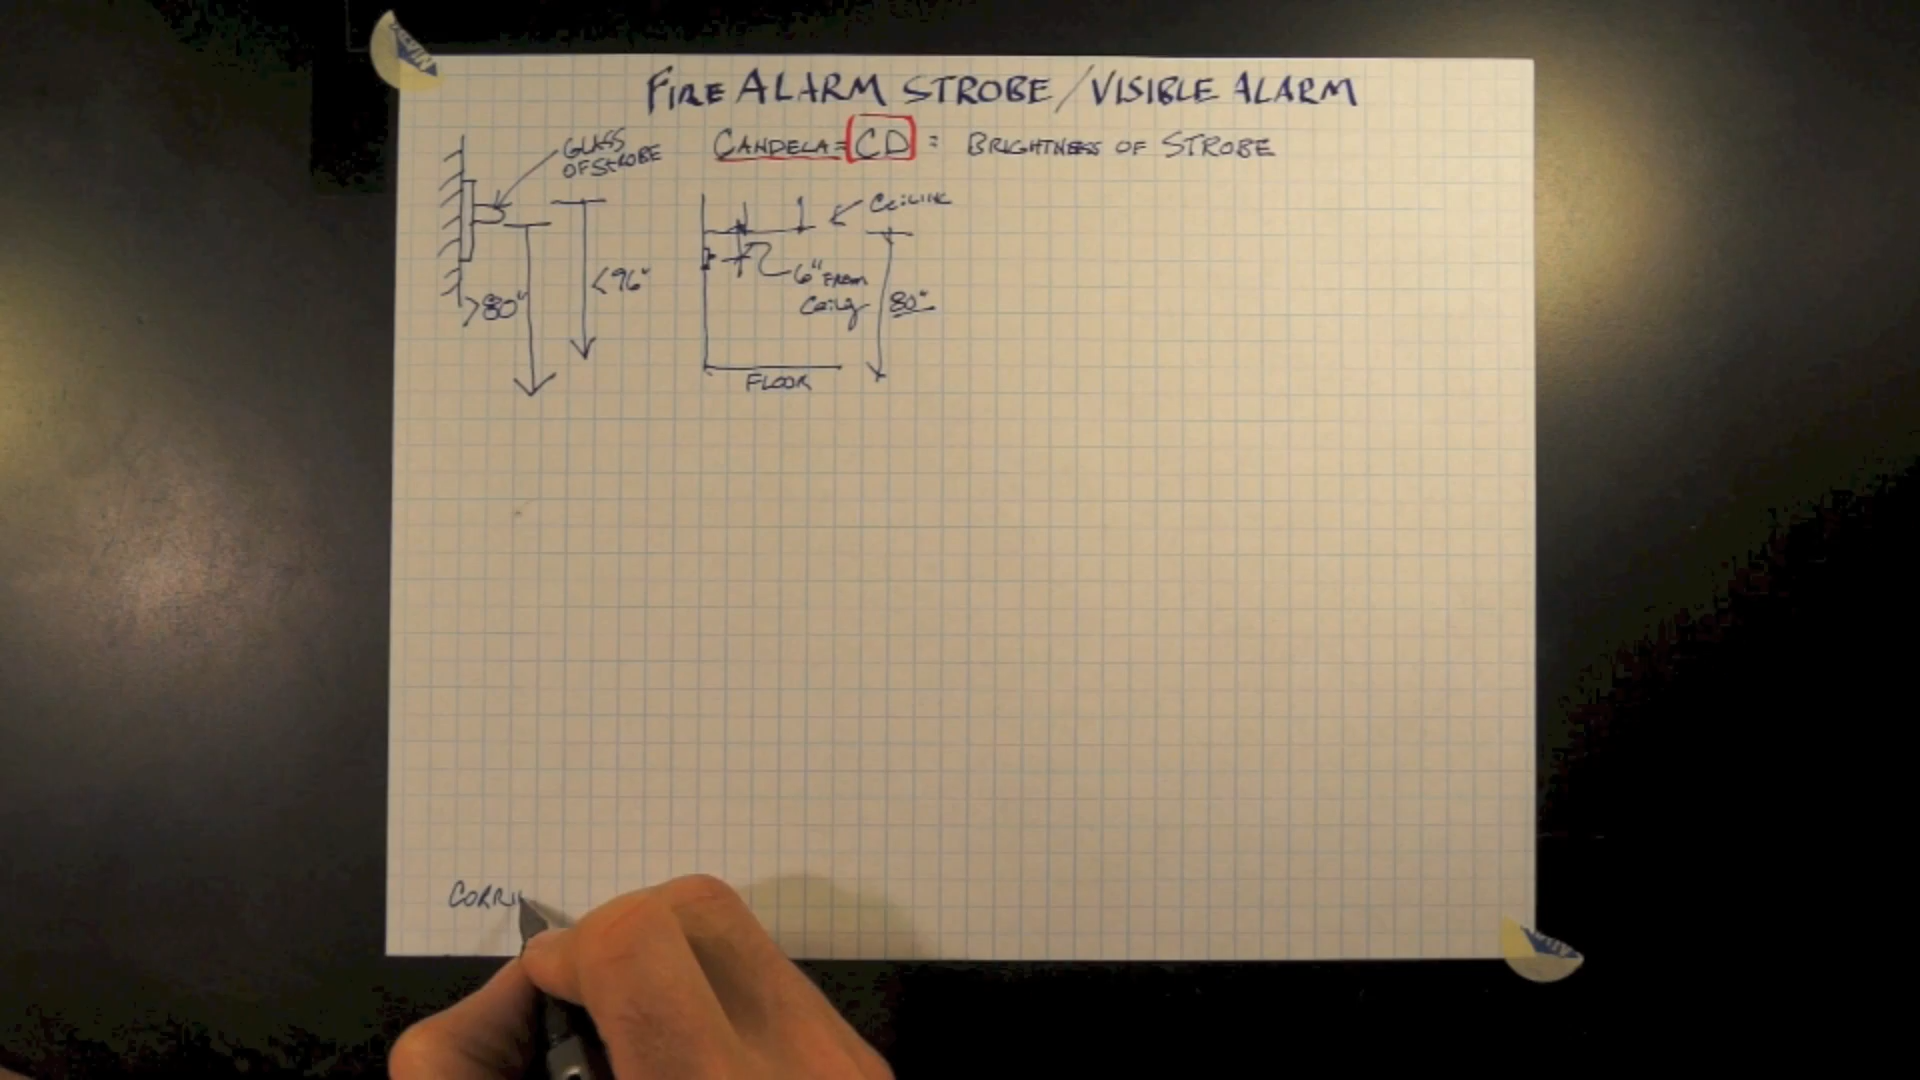 FIRE ALARM STROBE / VISIBLE ALARM
CANDELA = CD = BRIGHTNESS OF STROBE
GLASS
OF STROBE
>80"
<96"
CEILING
6" FROM
Ceilg
80"
FLOOR
CORRI